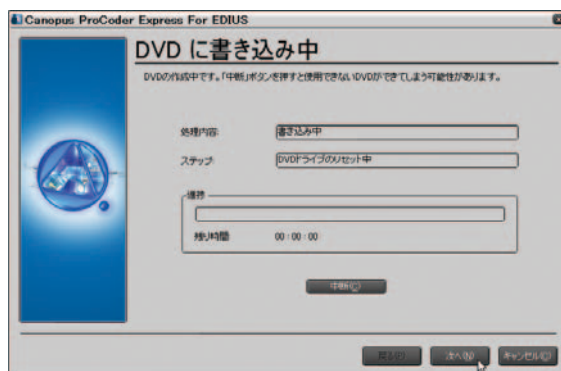 Canopus ProCoder Express For EDIUS
DVD に書き込み中
DVDの作成中です。「中断」ボタンを押すと使用できないDVDができてしまう可能性があります。
処理内容: 書き込み中
ステップ: DVDドライブのリセット中
進捗
残り時間 00:00:00
中断(C)
戻る(B) 次へ(N) キャンセル(C)